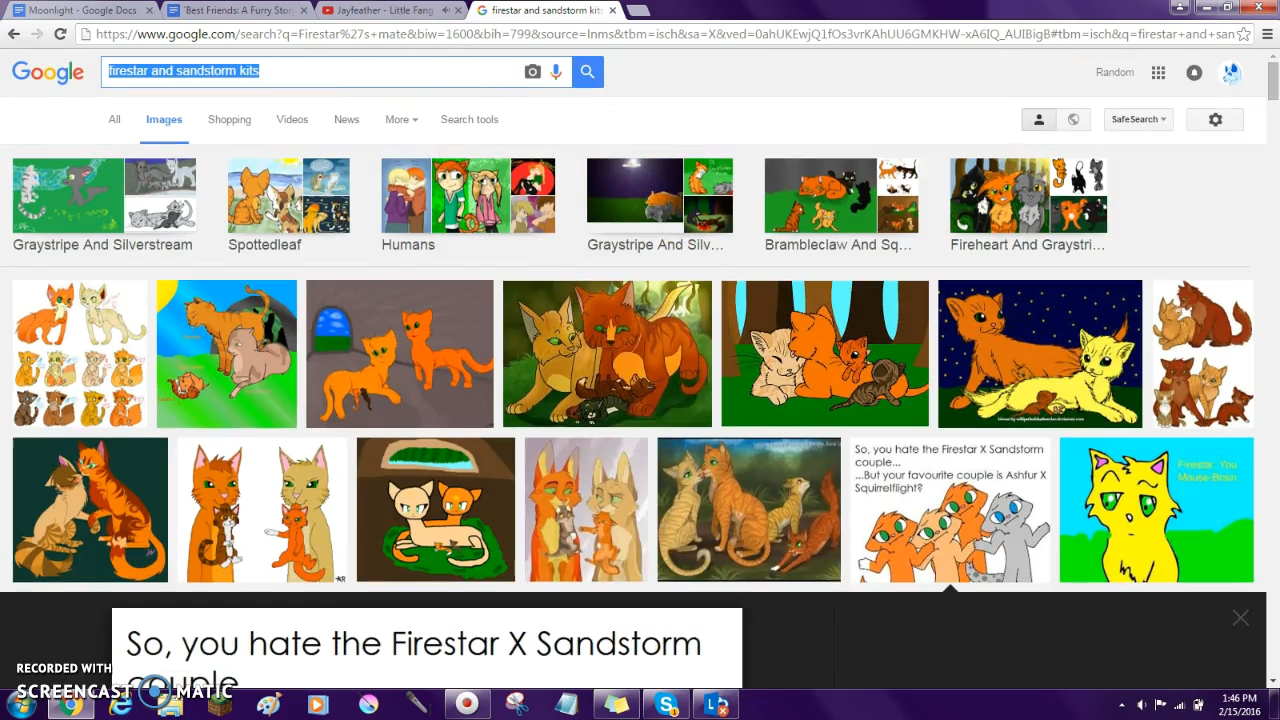 Moonlight - Google Docs
'Best Friends: A Furry Story
Jayfeather - Little Fang
firestar and sandstorm kits
https://www.google.com/search?q=Firestar%27s+mate&biw=1600&bih=799&source=lnms&tbm=isch&sa=X&ved=0ahUKEwjQ1fOs3vrKAhUU6GMKHW-xA6IQ_AUIBigB#tbm=isch&q=firestar+and+san
Google
firestar and sandstorm kits
Random
All
Images
Shopping
Videos
News
More
Search tools
SafeSearch
Graystripe And Silverstream
Spottedleaf
Humans
Graystripe And Silv...
Brambleclaw And Sq...
Fireheart And Graystri...
So, you hate the Firestar X Sandstorm
couple...
...But your favourite couple is Ashfur X
Squirrelflight?
Firestar You
Mouse-Brain
So, you hate the Firestar X Sandstorm
couple
RECORDED WITH
SCREENCAST MATIC
1:46 PM
2/15/2016